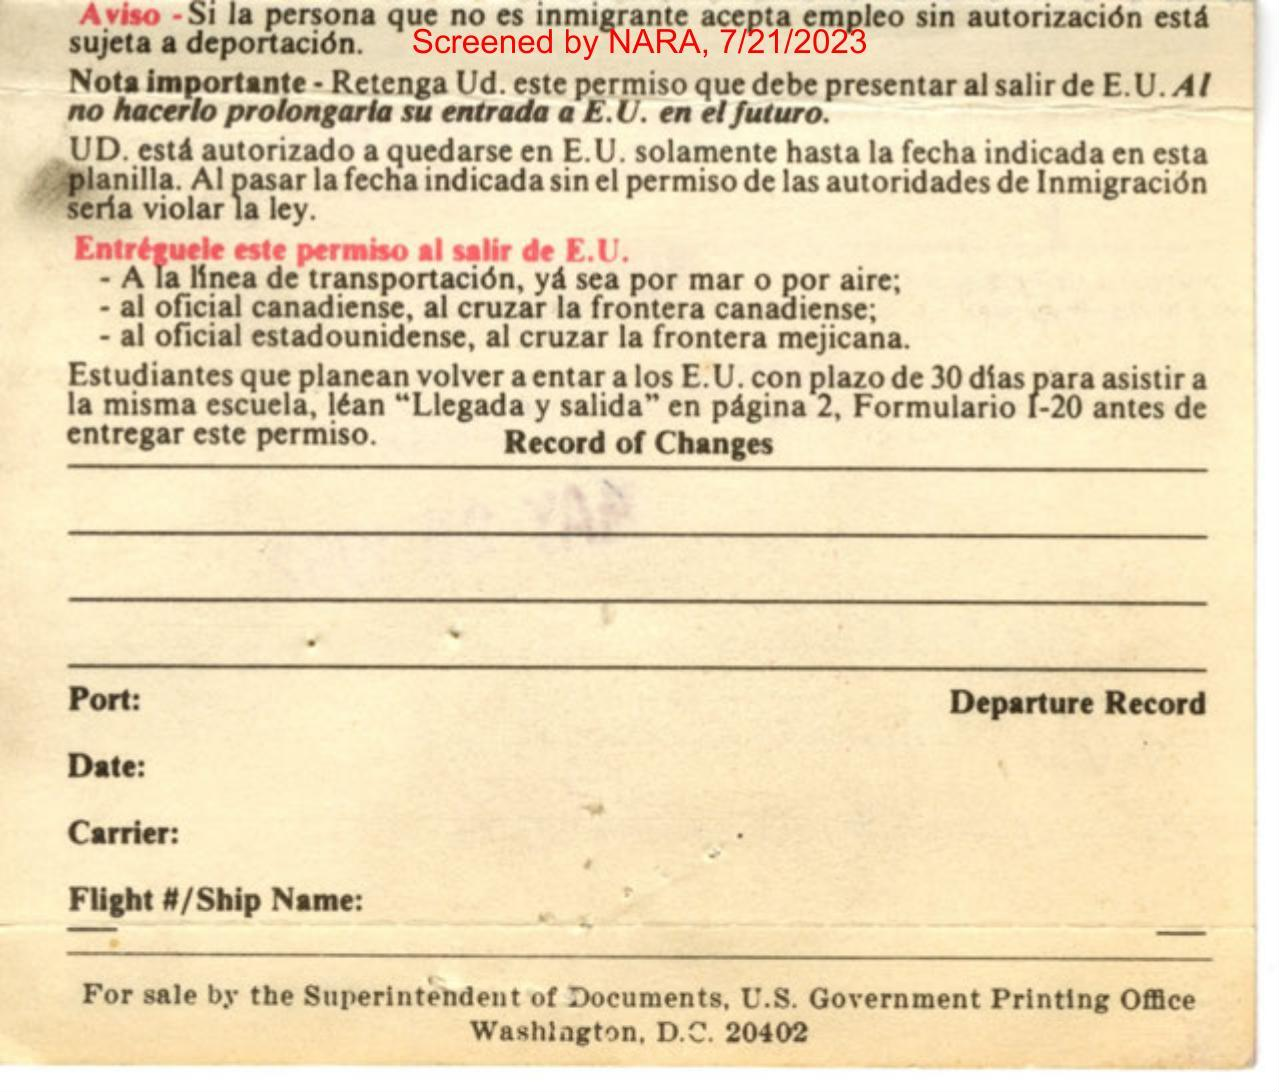 Aviso - Si la persona que no es inmigrante acepta empleo sin autorización está
sujeta a deportación.
Screened by NARA, 7/21/2023
Nota importante - Retenga Ud. este permiso que debe presentar al salir de E.U. Al
no hacerlo prolongaría su entrada a E.U. en el futuro.
UD. está autorizado a quedarse en E.U. solamente hasta la fecha indicada en esta
planilla. Al pasar la fecha indicada sin el permiso de las autoridades de Inmigración
sería violar la ley.
Entréguele este permiso al salir de E.U.
- A la línea de transportación, yá sea por mar o por aire;
- al oficial canadiense, al cruzar la frontera canadiense;
- al oficial estadounidense, al cruzar la frontera mejicana.
Estudiantes que planean volver a entar a los E.U. con plazo de 30 días para asistir a
la misma escuela, léan “Llegada y salida” en página 2, Formulario I-20 antes de
entregar este permiso.
Record of Changes
Port:
Departure Record
Date:
Carrier:
Flight #/Ship Name:
For sale by the Superintendent of Documents, U.S. Government Printing Office
Washington, D.C. 20402